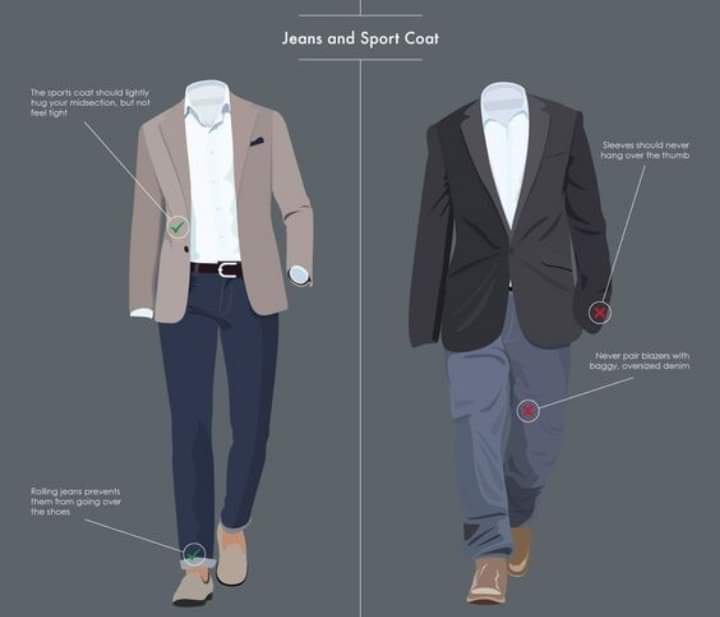 Jeans and Sport Coat
The sports coat should lightly
hug your midsection, but not
feel tight
Rolling jeans prevents
them from going over
the shoes
Sleeves should never
hang over the thumb
Never pair blazers with
baggy, oversized denim